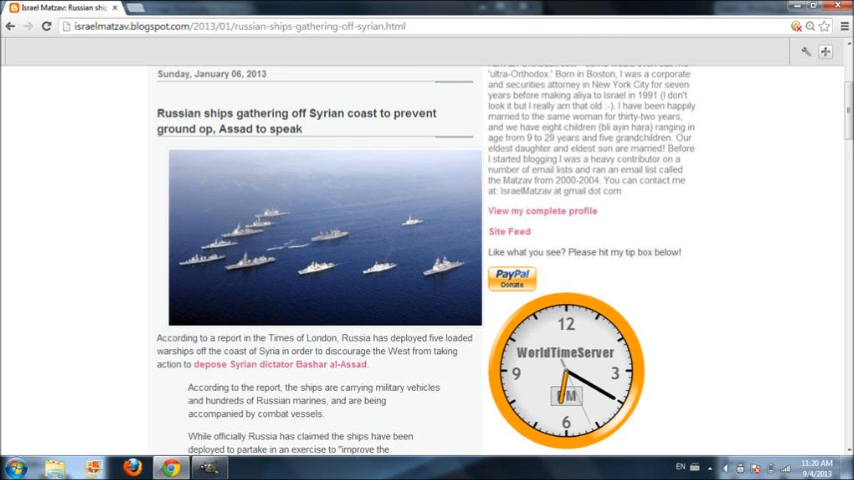 Israel Matzav: Russian shi
israelmatzav.blogspot.com/2013/01/russian-ships-gathering-off-syrian.html
Sunday, January 06, 2013
Russian ships gathering off Syrian coast to prevent
ground op, Assad to speak
According to a report in the Times of London, Russia has deployed five loaded
warships off the coast of Syria in order to discourage the West from taking
action to depose Syrian dictator Bashar al-Assad.
According to the report, the ships are carrying military vehicles
and hundreds of Russian marines, and are being
accompanied by combat vessels.
While officially Russia has claimed the ships have been
deployed to partake in an exercise to "improve the
'ultra-Orthodox.' Born in Boston, I was a corporate
and securities attorney in New York City for seven
years before making aliya to Israel in 1991 (I don't
look it but I really am that old :-). I have been happily
married to the same woman for thirty-two years,
and we have eight children (bli ayin hara) ranging in
age from 9 to 29 years and five grandchildren. Our
eldest daughter and eldest son are married! Before
I started blogging I was a heavy contributor on a
number of email lists and ran an email list called
the Matzav from 2000-2004. You can contact me
at: IsraelMatzav at gmail dot com
View my complete profile
Site Feed
Like what you see? Please hit my tip box below!
PayPal
Donate
12
WorldTimeServer
9
3
PM
6
EN
11:20 AM
9/4/2013